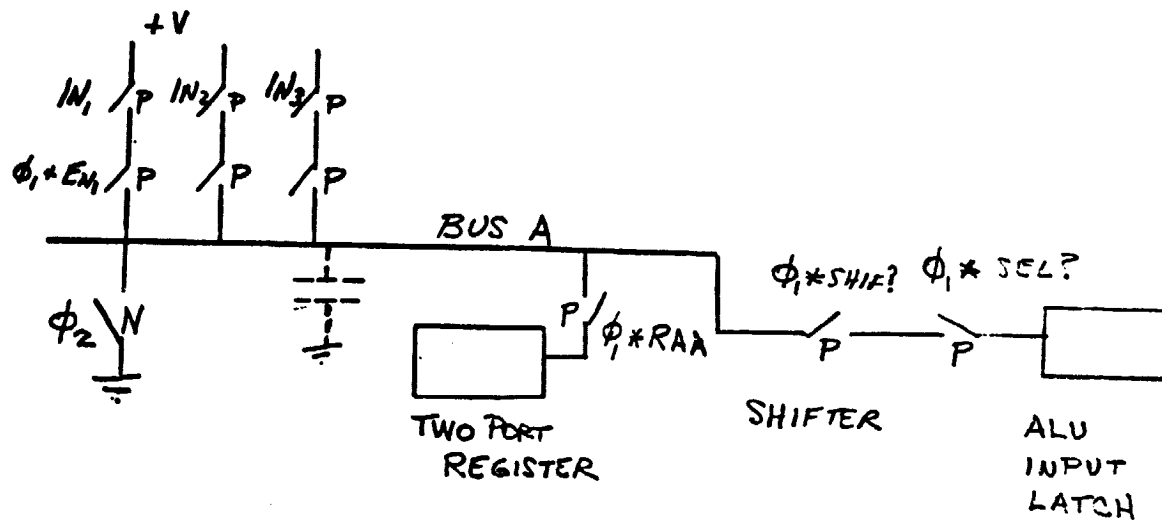 +V
IN₁ P IN₂ P IN₃ P
ϕ₁*EN₁ P P P
BUS A
ϕ₂ N
P ϕ₁*RAA
ϕ₁*SHIF? ϕ₁* SEL?
P P
TWO PORT
REGISTER
SHIFTER
ALU
INPUT
LATCH